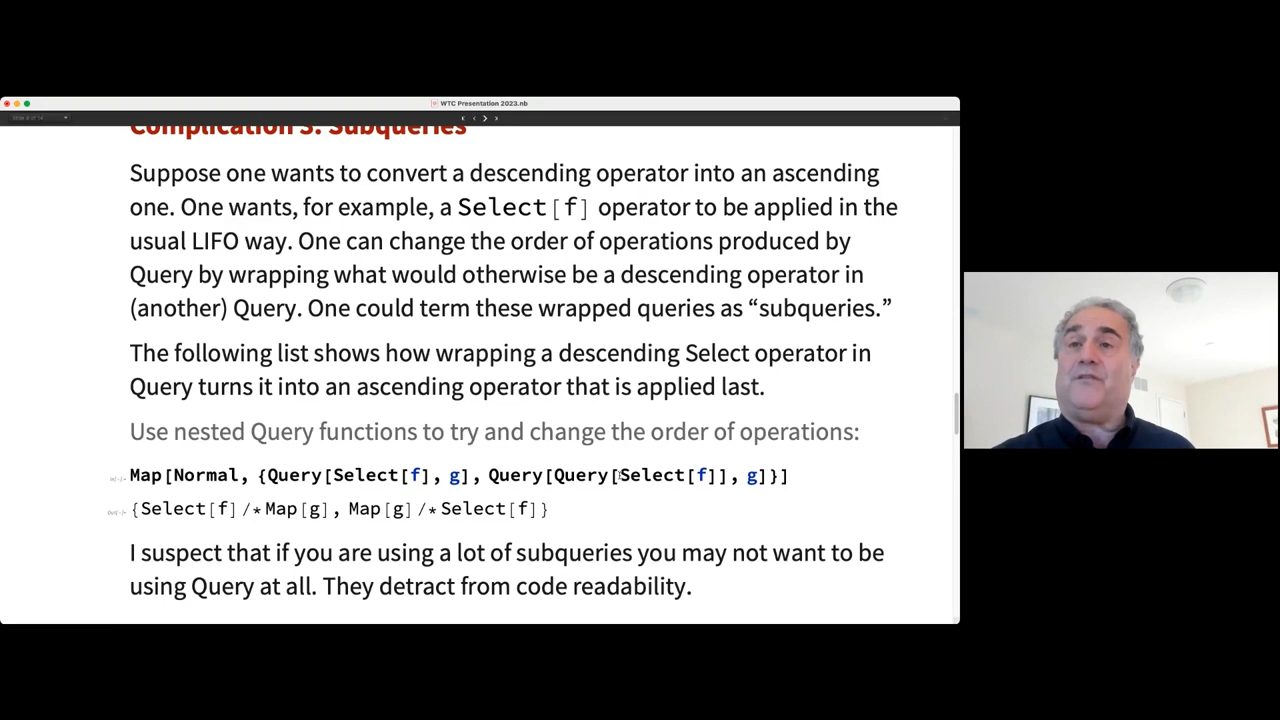 WTC Presentation 2023.nb
Slide 8 of 14
Complication 3: Subqueries
Suppose one wants to convert a descending operator into an ascending
one. One wants, for example, a Select[f] operator to be applied in the
usual LIFO way. One can change the order of operations produced by
Query by wrapping what would otherwise be a descending operator in
(another) Query. One could term these wrapped queries as “subqueries.”
The following list shows how wrapping a descending Select operator in
Query turns it into an ascending operator that is applied last.
Use nested Query functions to try and change the order of operations:
In[-]:= Map[Normal, {Query[Select[f], g], Query[Query[Select[f]], g]}]
Out[-]= {Select[f] /* Map[g], Map[g] /* Select[f]}
I suspect that if you are using a lot of subqueries you may not want to be
using Query at all. They detract from code readability.